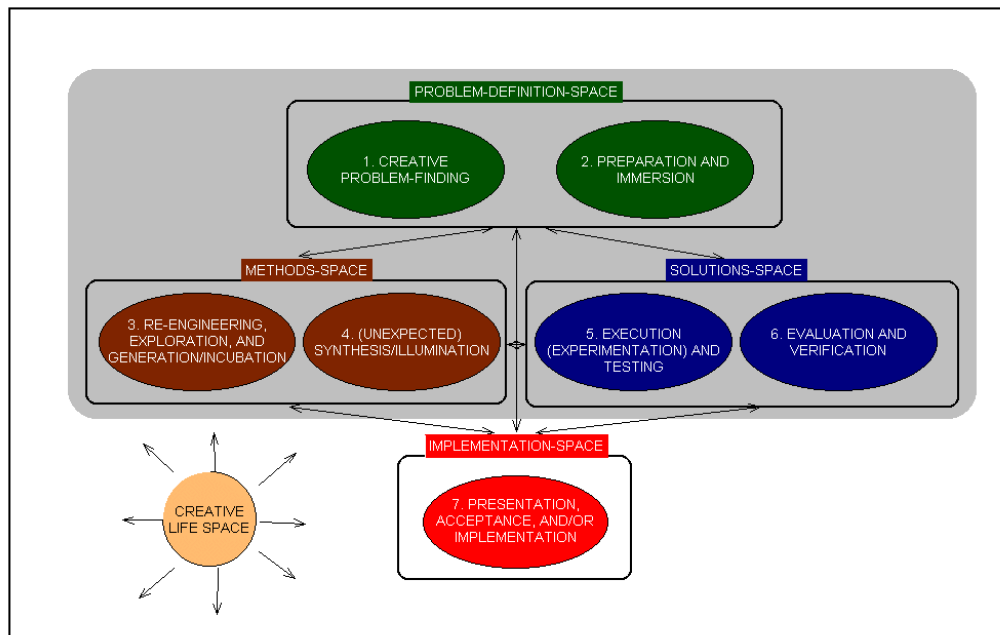 PROBLEM-DEFINITION-SPACE
1. CREATIVE
PROBLEM-FINDING
2. PREPARATION AND
IMMERSION
METHODS-SPACE
3. RE-ENGINEERING,
EXPLORATION, AND
GENERATION/INCUBATION
4. (UNEXPECTED)
SYNTHESIS/ILLUMINATION
SOLUTIONS-SPACE
5. EXECUTION
(EXPERIMENTATION) AND
TESTING
6. EVALUATION AND
VERIFICATION
IMPLEMENTATION-SPACE
7. PRESENTATION,
ACCEPTANCE, AND/OR
IMPLEMENTATION
CREATIVE
LIFE SPACE